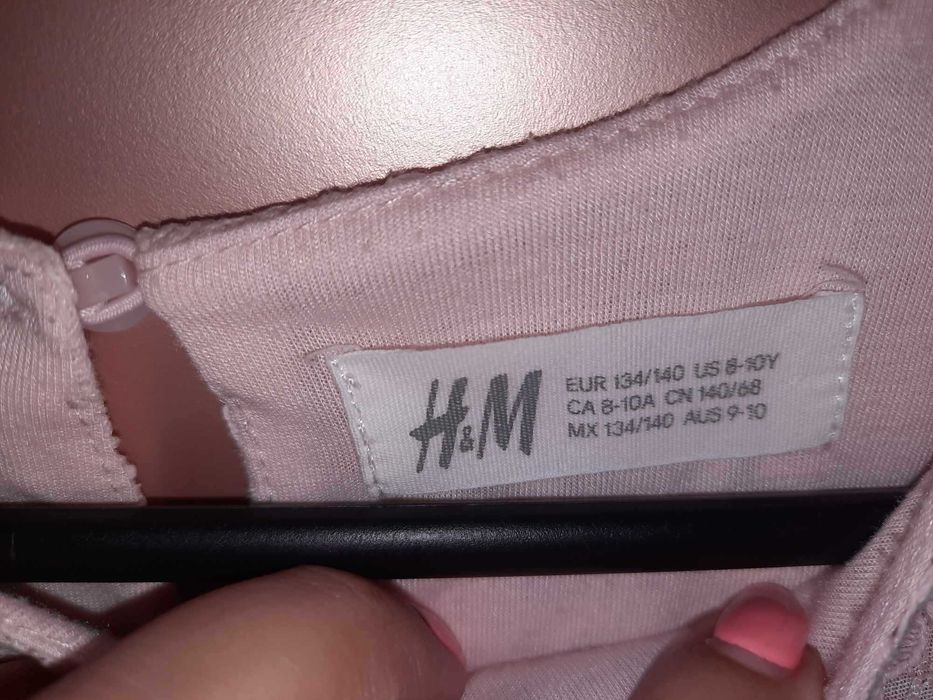 H&M
EUR 134/140 US 8-10Y
CA 8-10A CN 140/68
MX 134/140 AUS 9-10